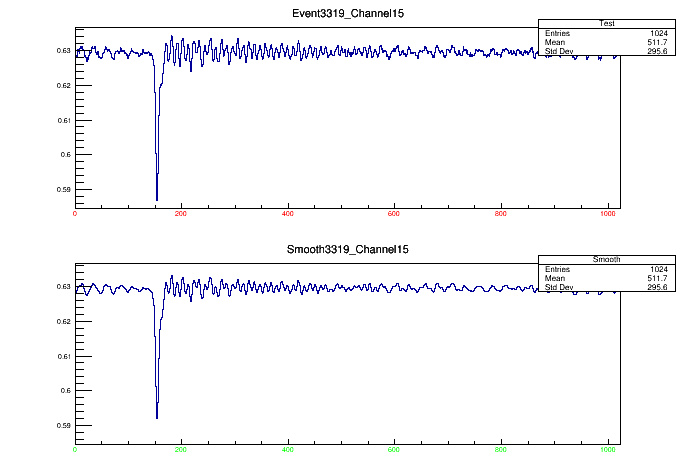 Event3319_Channel15
Test
Entries 1024
Mean 511.7
Std Dev 295.6
0.63
0.62
0.61
0.6
0.59
0 200 400 600 800 1000
Smooth3319_Channel15
Smooth
Entries 1024
Mean 511.7
Std Dev 295.6
0.63
0.62
0.61
0.6
0.59
0 200 400 600 800 1000